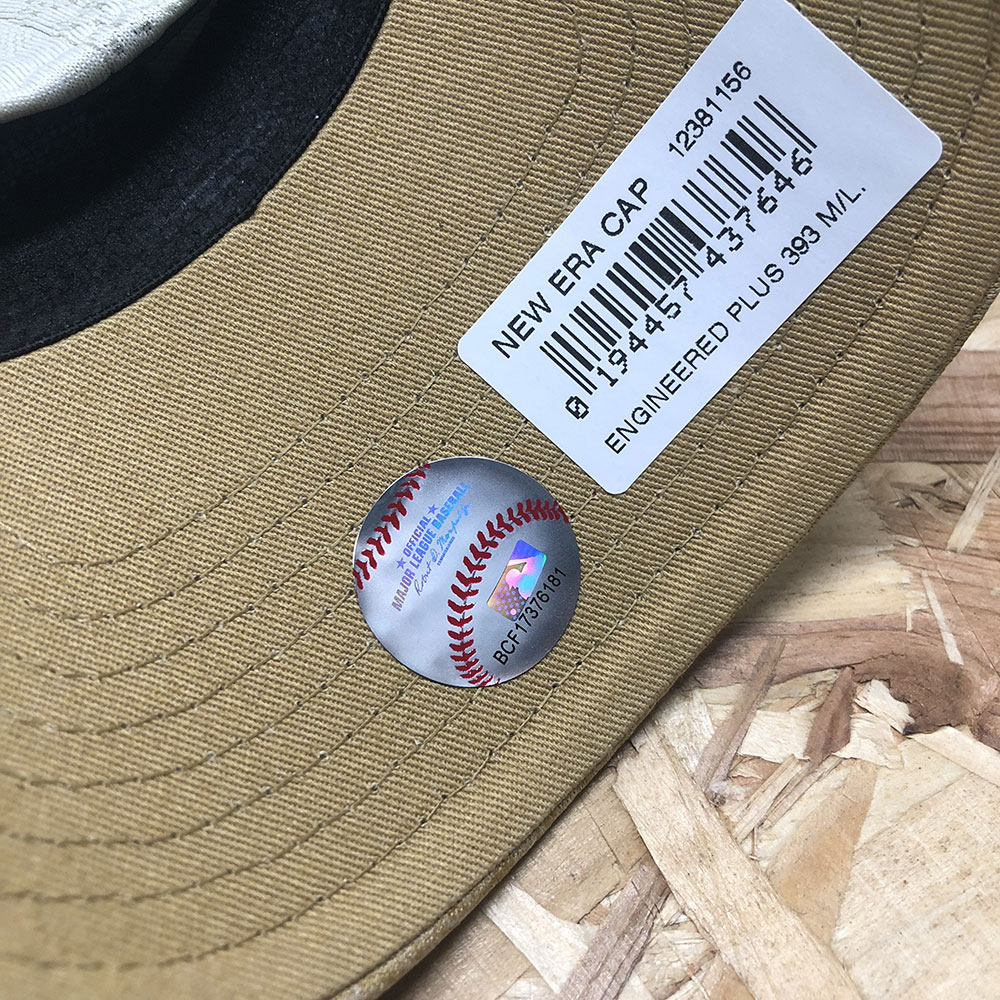 NEW ERA CAP 12381156
0 194457 437646
ENGINEERED PLUS 393 M/L.
★ OFFICIAL ★
MAJOR LEAGUE BASEBALL
BCF17376181